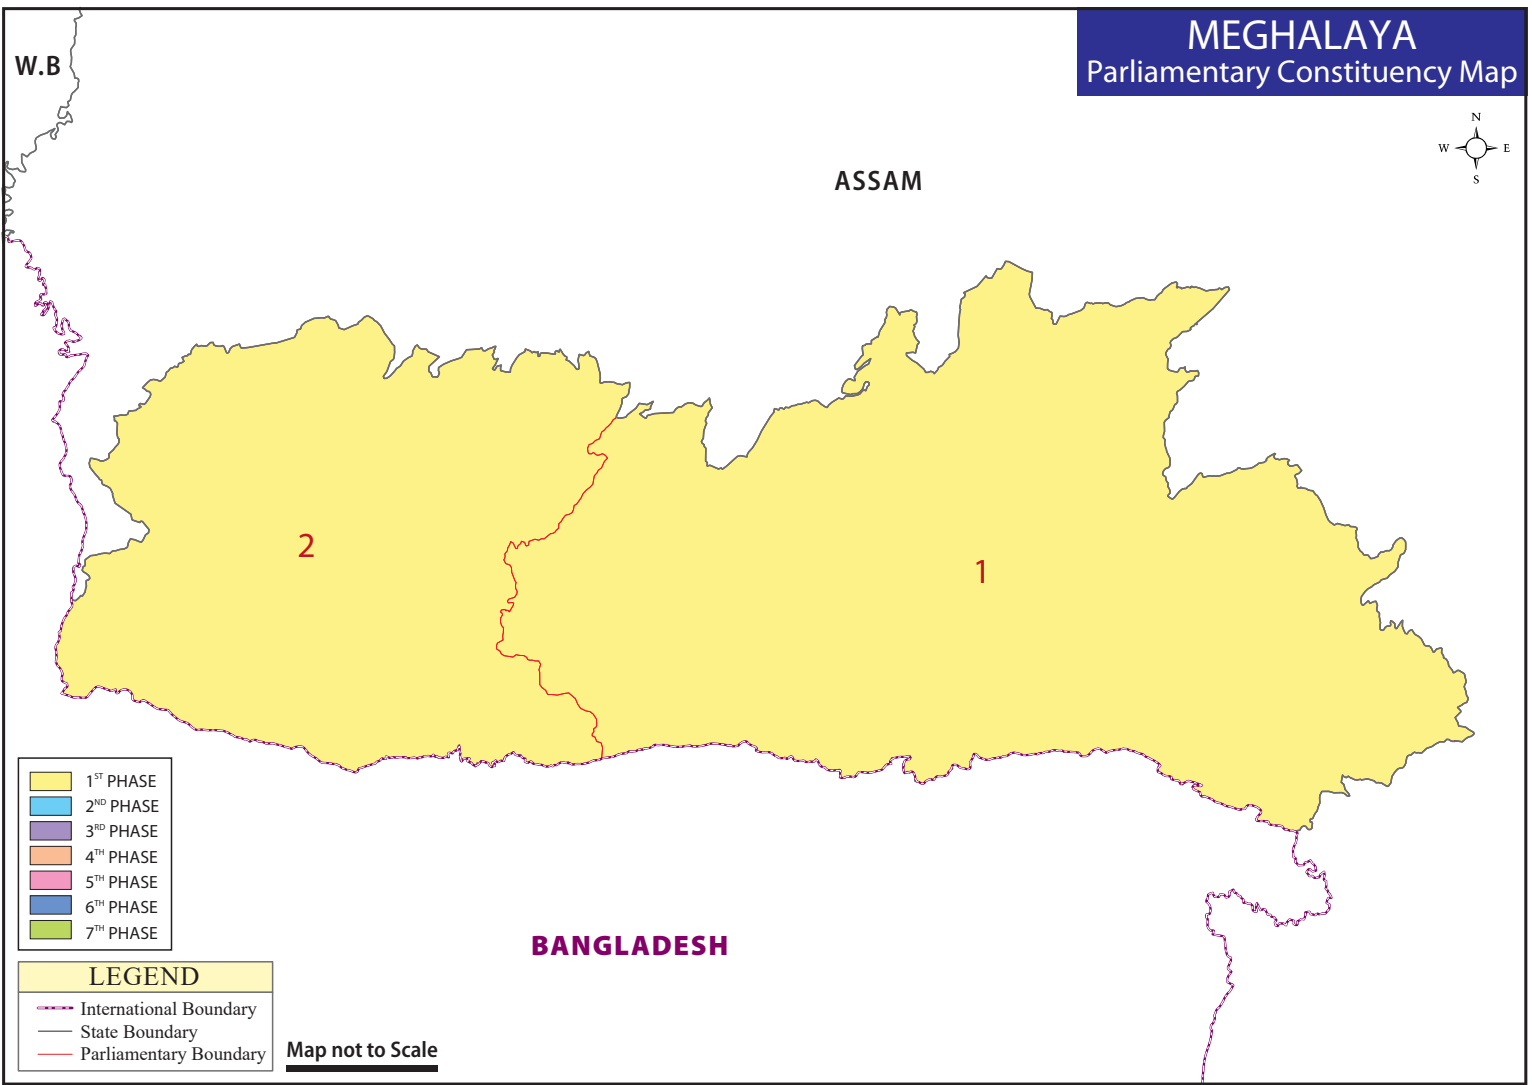 MEGHALAYA
Parliamentary Constituency Map
W.B
N
W E
S
ASSAM
2
1
1ST PHASE
2ND PHASE
3RD PHASE
4TH PHASE
5TH PHASE
6TH PHASE
7TH PHASE
BANGLADESH
LEGEND
International Boundary
State Boundary
Parliamentary Boundary
Map not to Scale